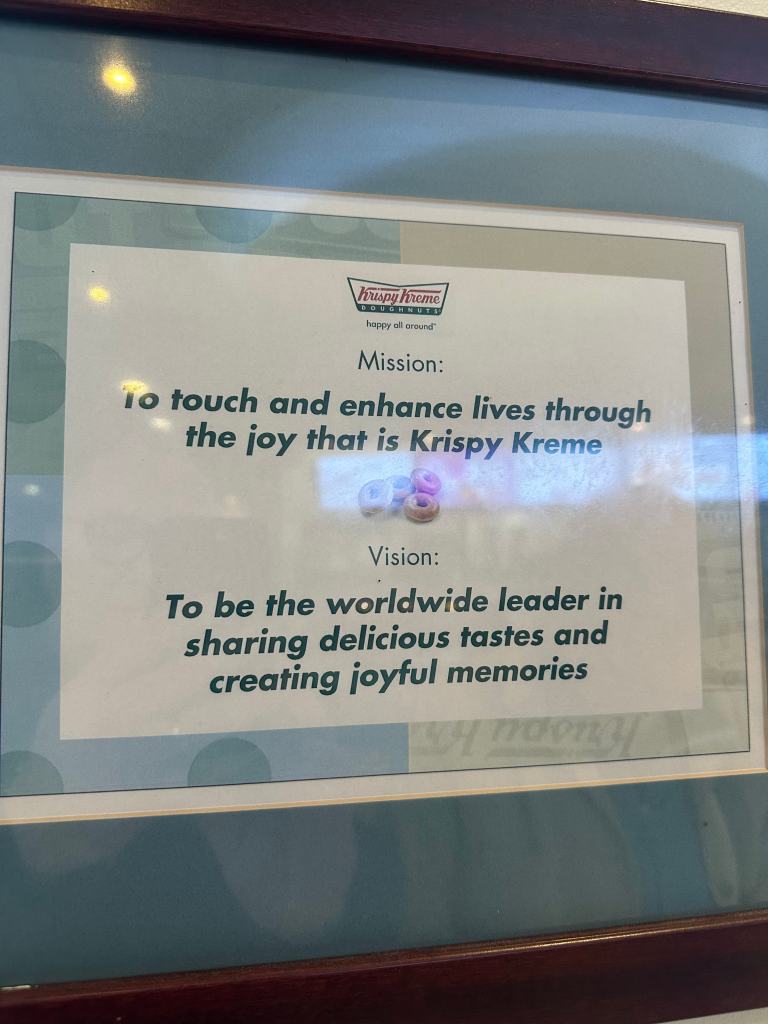 Krispy Kreme
DOUGHNUTS
happy all around™
Mission:
To touch and enhance lives through
the joy that is Krispy Kreme
Vision:
To be the worldwide leader in
sharing delicious tastes and
creating joyful memories